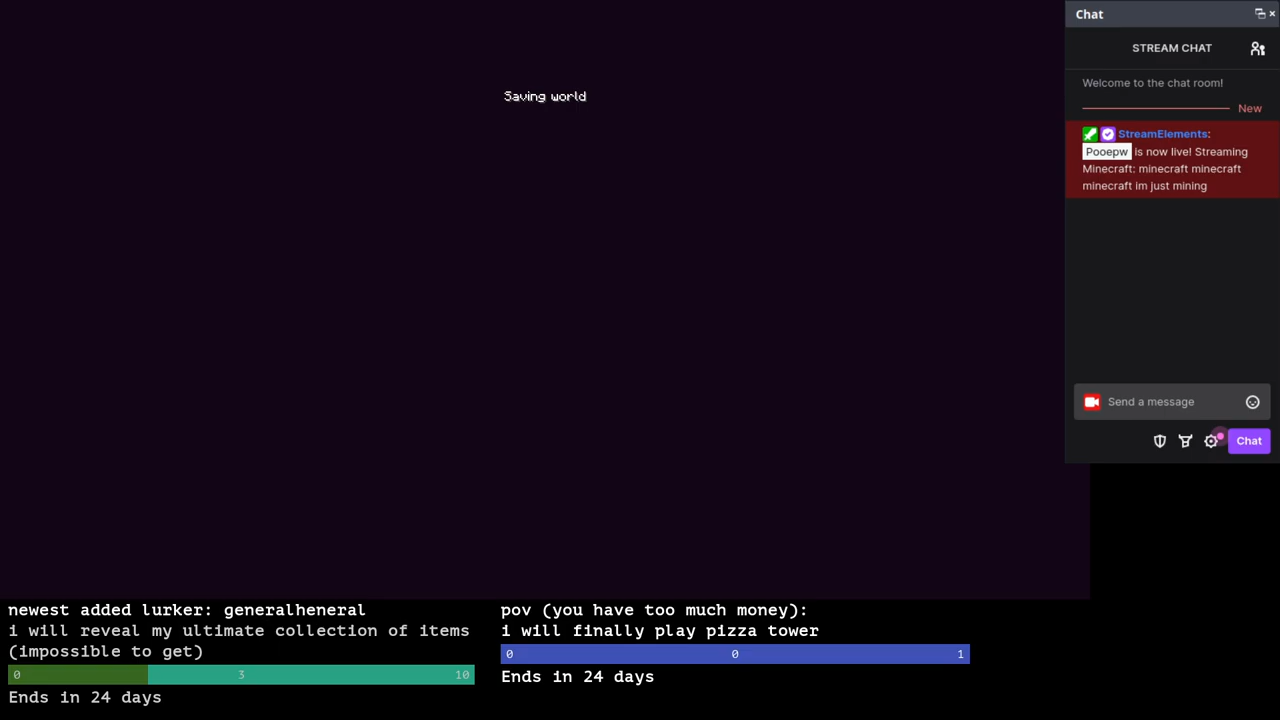 Saving world
Chat
STREAM CHAT
Welcome to the chat room!
New
StreamElements:
Pooepw is now live! Streaming
Minecraft: minecraft minecraft
minecraft im just mining
Send a message
Chat
newest added lurker: generalheneral
i will reveal my ultimate collection of items
(impossible to get)
0 3 10
Ends in 24 days
pov (you have too much money):
i will finally play pizza tower
0 0 1
Ends in 24 days